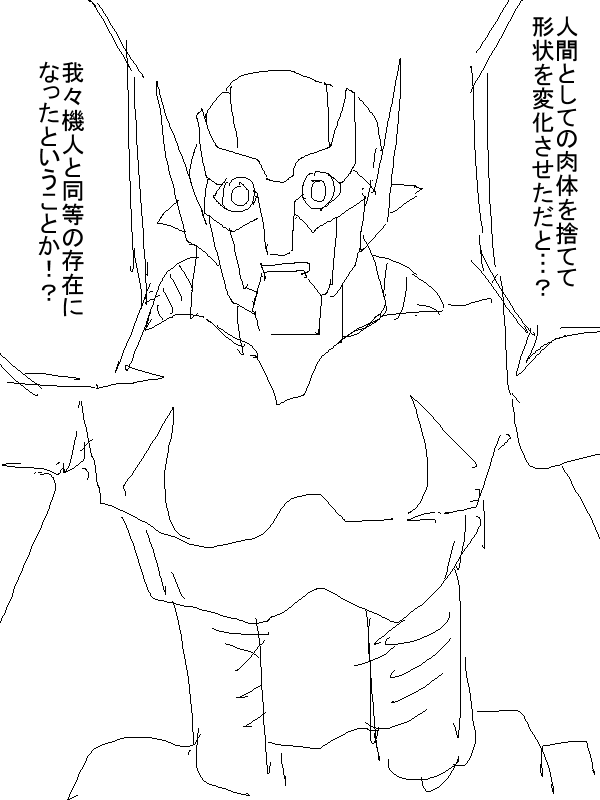 人間としての肉体を捨てて
形状を変化させただと…？
我々機人と同等の存在に
なったということか！？